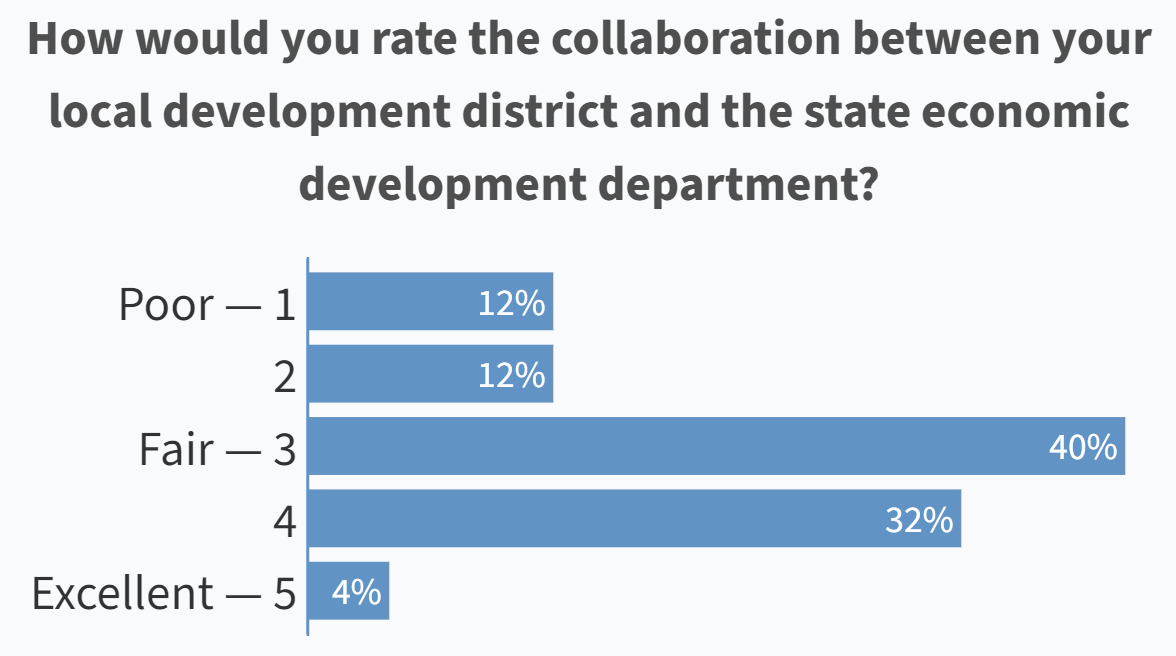 How would you rate the collaboration between your
local development district and the state economic
development department?
Poor — 1 12%
2 12%
Fair — 3 40%
4 32%
Excellent — 5 4%